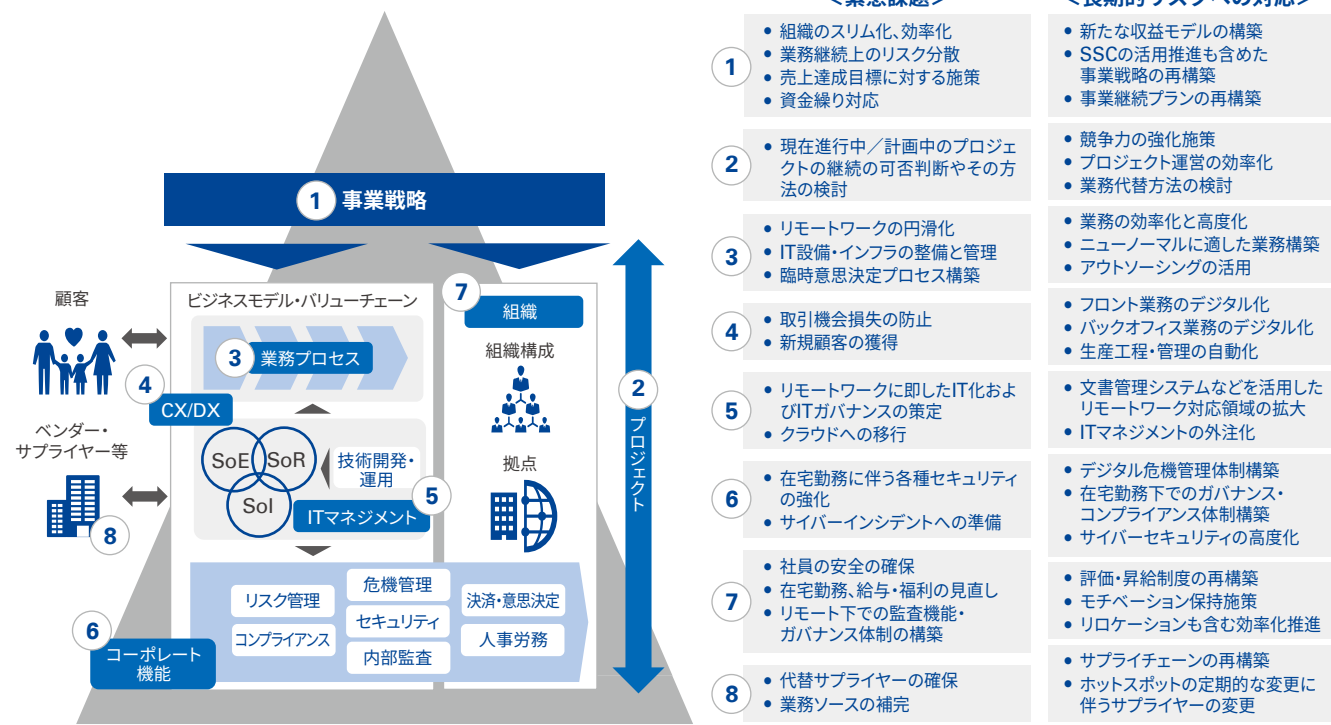 <緊急課題>
<長期的リスクへの対応>
1 事業戦略
顧客
ビジネスモデル・バリューチェーン
3 業務プロセス
4
CX/DX
ベンダー・
サプライヤー等
SoE
SoR
SoI
技術開発・
運用
5
ITマネジメント
8
7
組織
組織構成
拠点
2
プロジェクト
6
コーポレート
機能
リスク管理
コンプライアンス
危機管理
セキュリティ
内部監査
決済・意思決定
人事労務
1
• 組織のスリム化、効率化
• 業務継続上のリスク分散
• 売上達成目標に対する施策
• 資金繰り対応
• 新たな収益モデルの構築
• SSCの活用推進も含めた
事業戦略の再構築
• 事業継続プランの再構築
2
• 現在進行中/計画中のプロジェ
クトの継続の可否判断やその方
法の検討
• 競争力の強化施策
• プロジェクト運営の効率化
• 業務代替方法の検討
3
• リモートワークの円滑化
• IT設備・インフラの整備と管理
• 臨時意思決定プロセス構築
• 業務の効率化と高度化
• ニューノーマルに適した業務構築
• アウトソーシングの活用
4
• 取引機会損失の防止
• 新規顧客の獲得
• フロント業務のデジタル化
• バックオフィス業務のデジタル化
• 生産工程・管理の自動化
5
• リモートワークに即したIT化およ
びITガバナンスの策定
• クラウドへの移行
• 文書管理システムなどを活用した
リモートワーク対応領域の拡大
• ITマネジメントの外注化
6
• 在宅勤務に伴う各種セキュリティ
の強化
• サイバーインシデントへの準備
• デジタル危機管理体制構築
• 在宅勤務下でのガバナンス・
コンプライアンス体制構築
• サイバーセキュリティの高度化
7
• 社員の安全の確保
• 在宅勤務、給与・福利の見直し
• リモート下での監査機能・
ガバナンス体制の構築
• 評価・昇給制度の再構築
• モチベーション保持施策
• リロケーションも含む効率化推進
8
• 代替サプライヤーの確保
• 業務ソースの補完
• サプライチェーンの再構築
• ホットスポットの定期的な変更に
伴うサプライヤーの変更